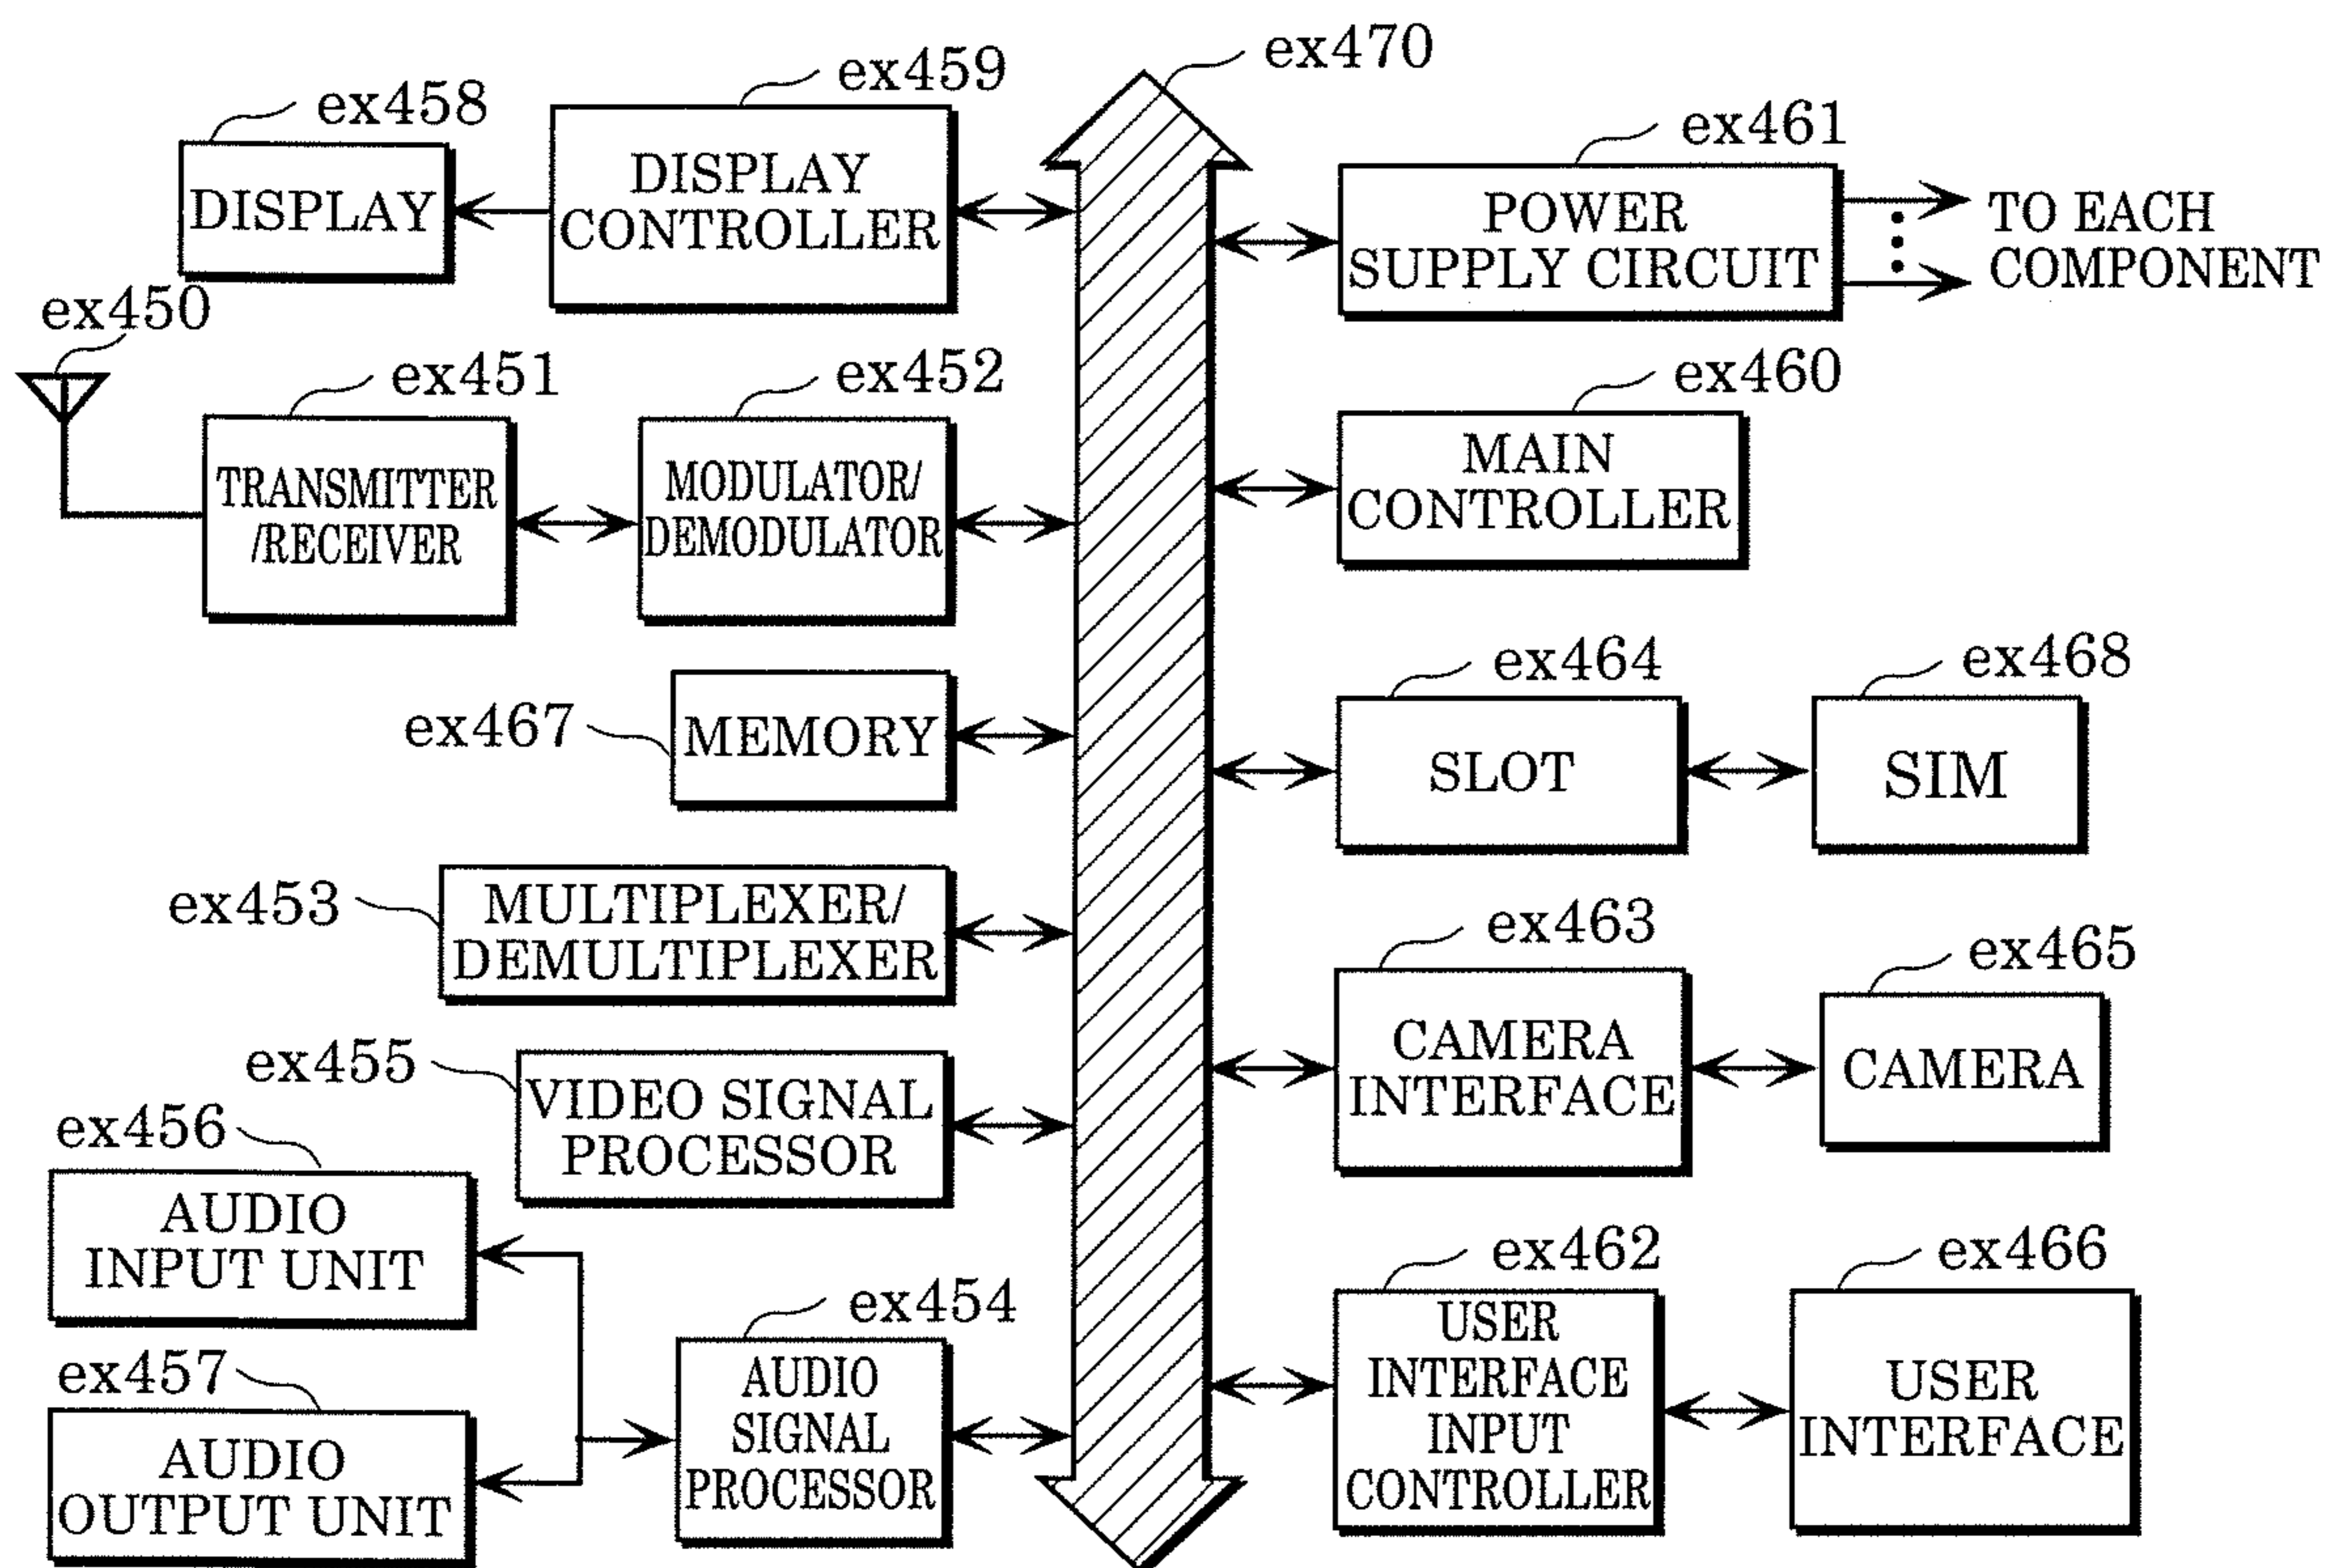 ex470
ex459
ex458
DISPLAY
DISPLAY
CONTROLLER
ex461
POWER
SUPPLY CIRCUIT
TO EACH
COMPONENT
ex450
ex451
TRANSMITTER
/RECEIVER
ex452
MODULATOR/
DEMODULATOR
ex460
MAIN
CONTROLLER
ex467
MEMORY
ex464
SLOT
ex468
SIM
ex453
MULTIPLEXER/
DEMULTIPLEXER
ex463
CAMERA
INTERFACE
ex465
CAMERA
ex455
VIDEO SIGNAL
PROCESSOR
ex456
AUDIO
INPUT UNIT
ex457
AUDIO
OUTPUT UNIT
ex454
AUDIO
SIGNAL
PROCESSOR
ex462
USER
INTERFACE
INPUT
CONTROLLER
ex466
USER
INTERFACE